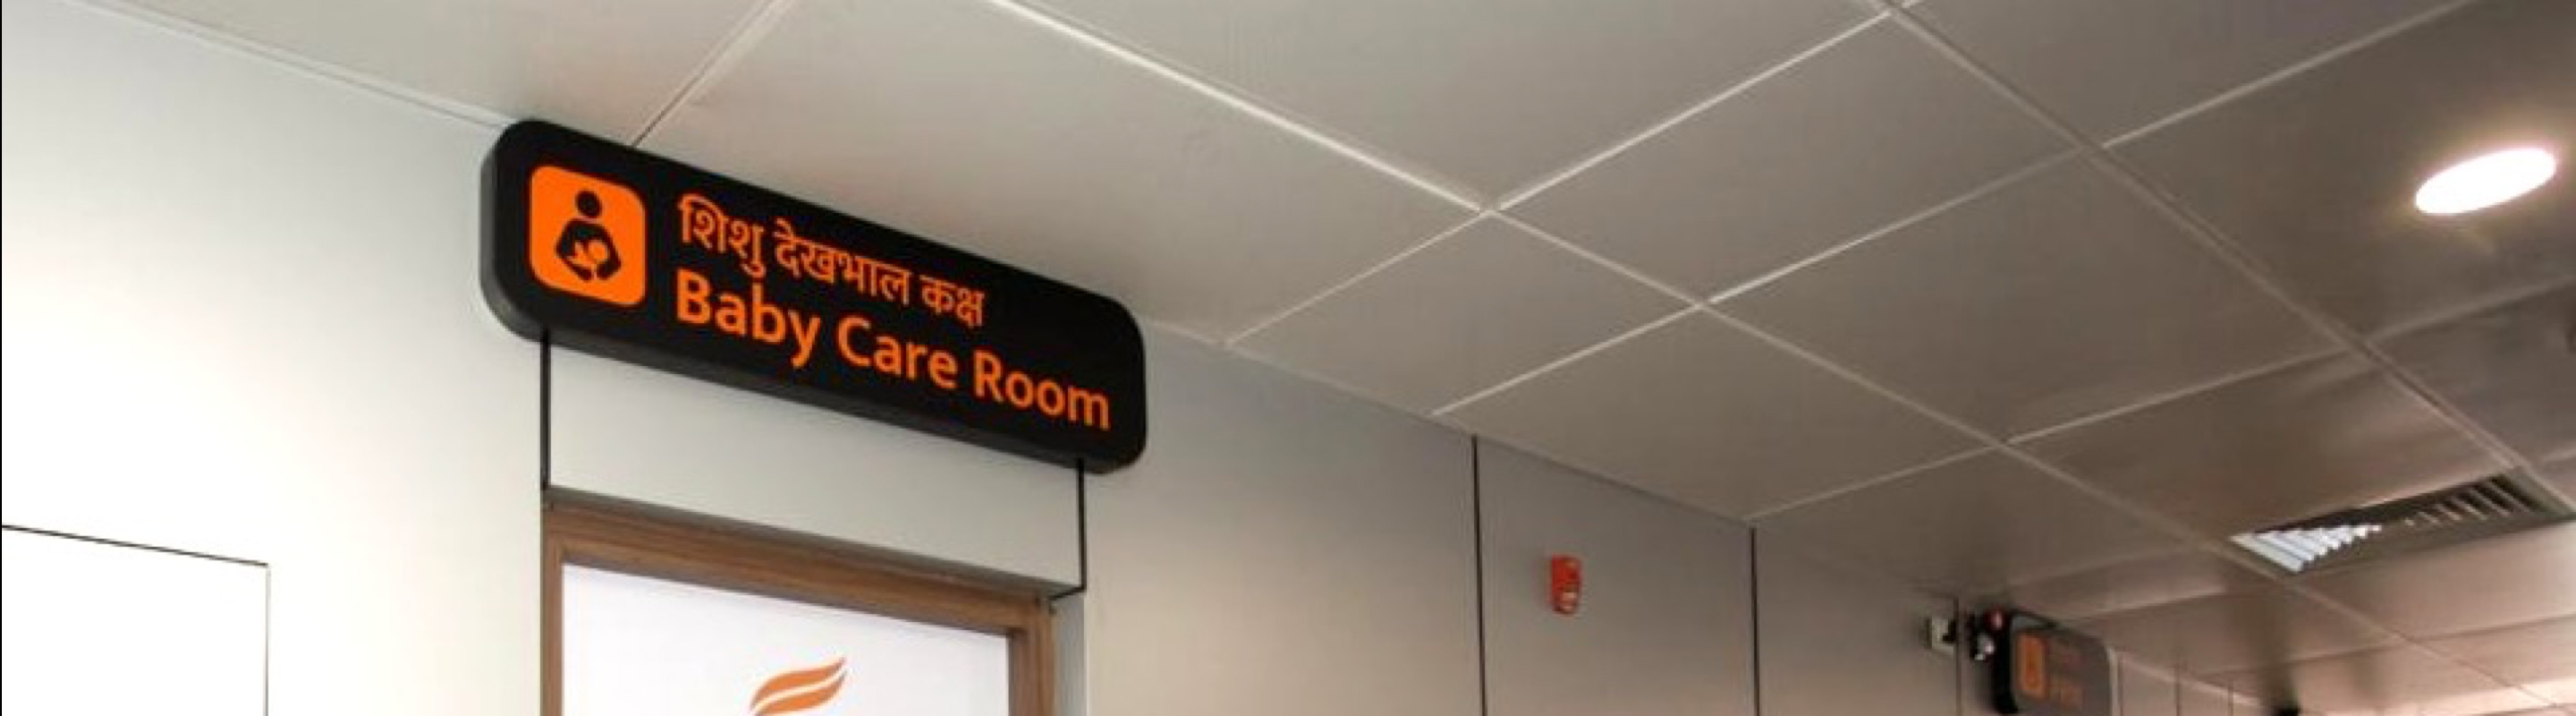 शिशु देखभाल कक्ष
Baby Care Room